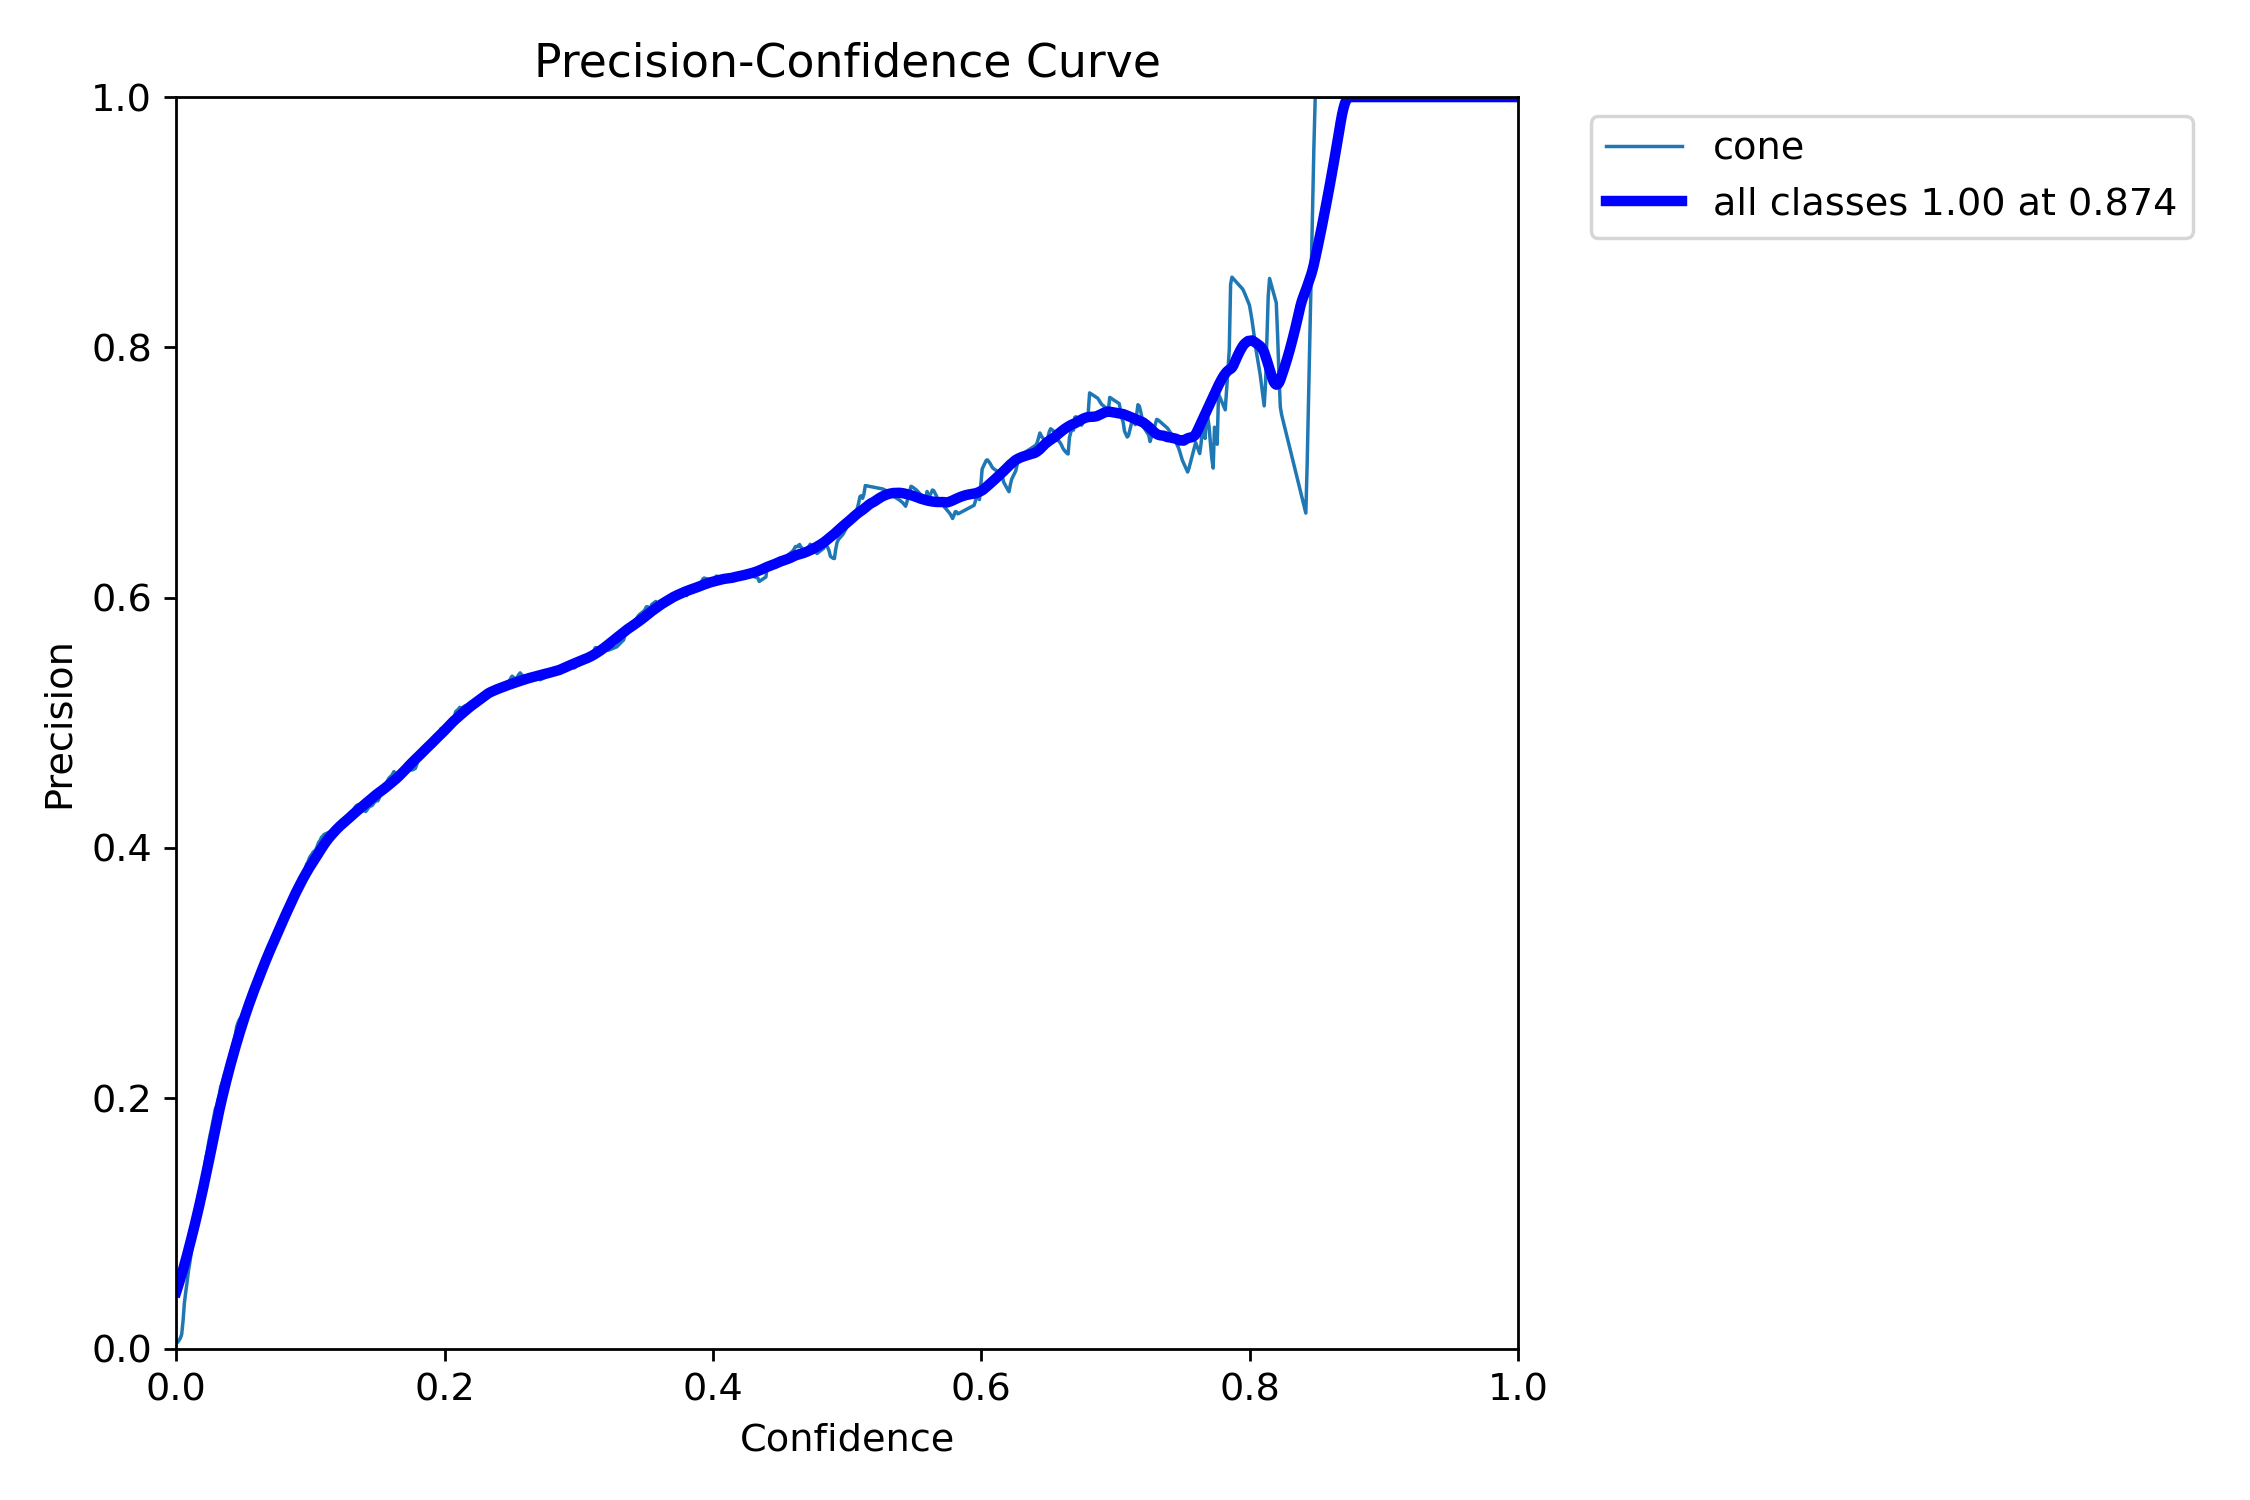 Precision-Confidence Curve
1.0
0.8
0.6
0.4
0.2
0.0
Precision
0.0 0.2 0.4 0.6 0.8 1.0
Confidence
cone
all classes 1.00 at 0.874